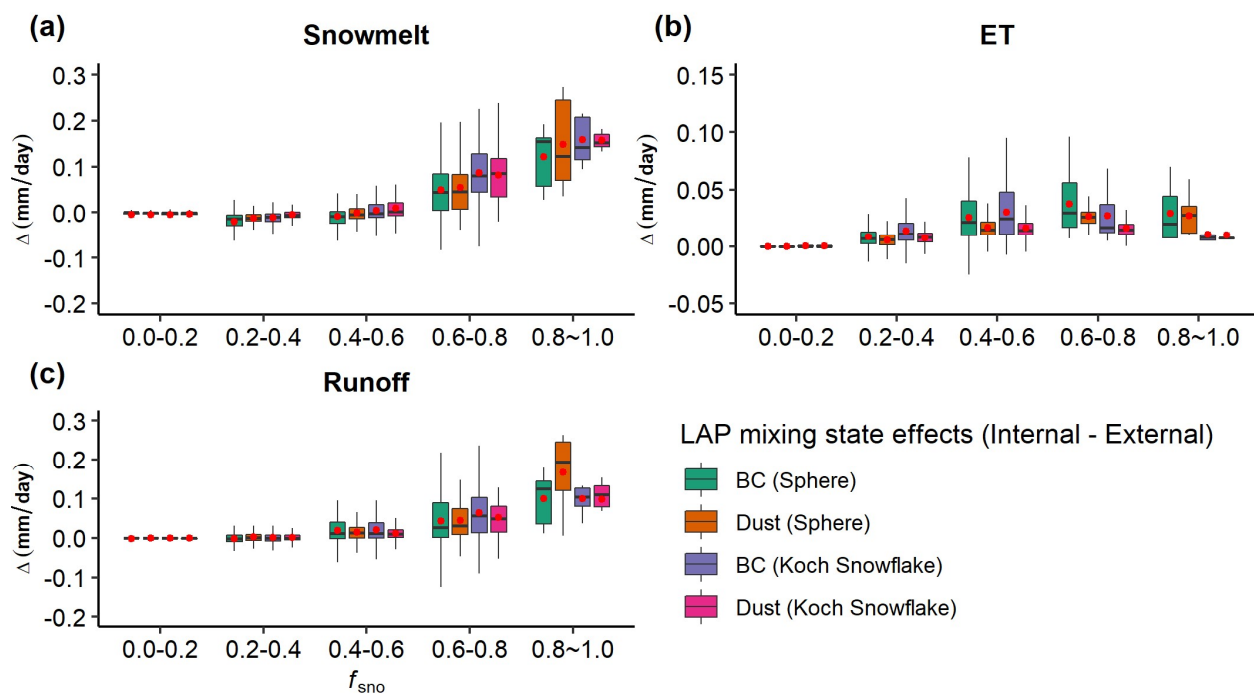 (a)
Snowmelt
0.3
0.2
0.1
0.0
-0.1
-0.2
Δ (mm/day)
0.0-0.2 0.2-0.4 0.4-0.6 0.6-0.8 0.8~1.0
(b)
ET
0.15
0.10
0.05
0.00
-0.05
Δ (mm/day)
0.0-0.2 0.2-0.4 0.4-0.6 0.6-0.8 0.8~1.0
(c)
Runoff
0.3
0.2
0.1
0.0
-0.1
-0.2
Δ (mm/day)
0.0-0.2 0.2-0.4 0.4-0.6 0.6-0.8 0.8~1.0
fsno
LAP mixing state effects (Internal - External)
BC (Sphere)
Dust (Sphere)
BC (Koch Snowflake)
Dust (Koch Snowflake)